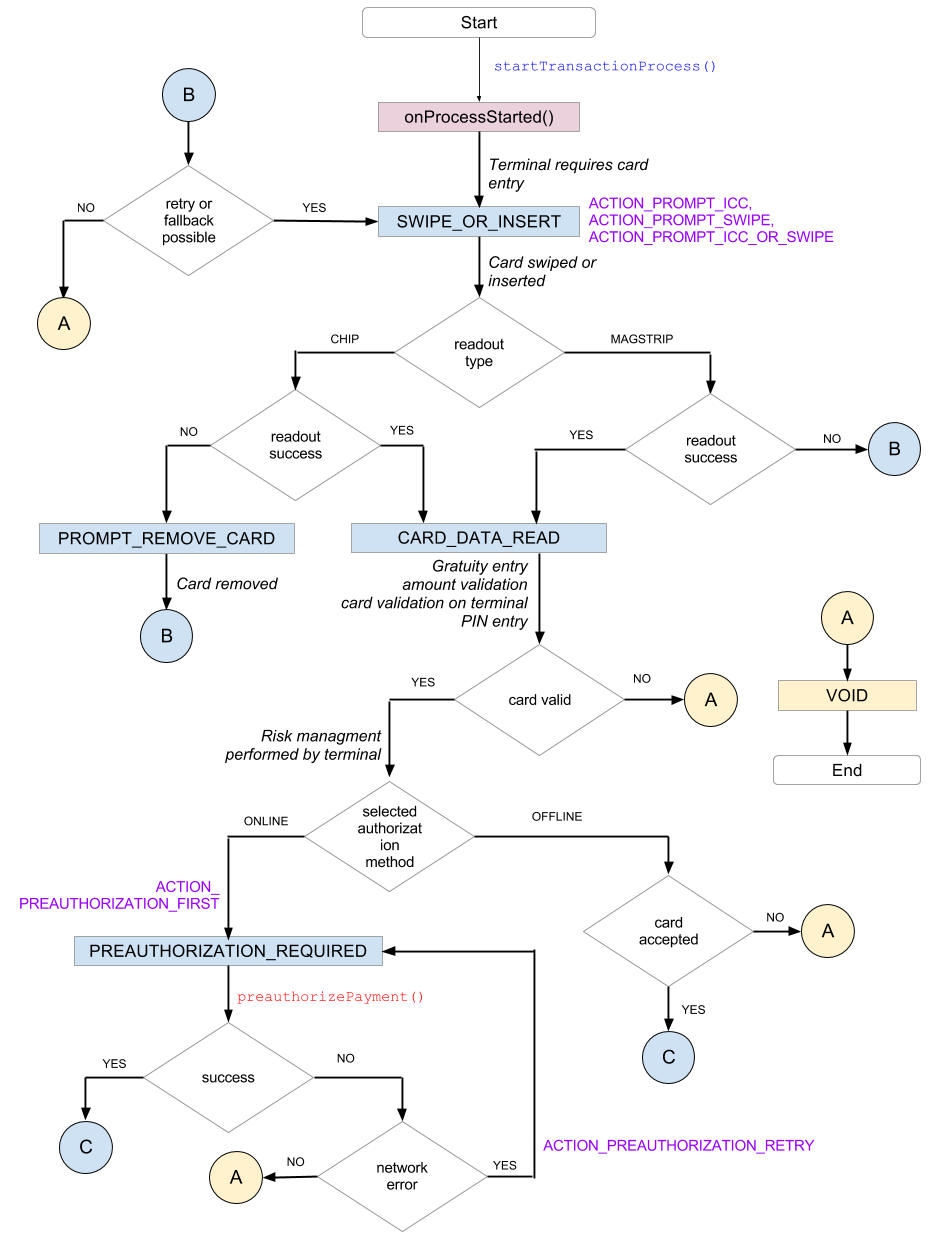 Start
startTransactionProcess()
B
onProcessStarted()
Terminal requires card
entry
retry or
fallback
possible
NO
YES
SWIPE_OR_INSERT
ACTION_PROMPT_ICC,
ACTION_PROMPT_SWIPE,
ACTION_PROMPT_ICC_OR_SWIPE
Card swiped or
inserted
A
readout
type
CHIP
MAGSTRIP
readout
success
NO
YES
readout
success
YES
NO
B
PROMPT_REMOVE_CARD
CARD_DATA_READ
Card removed
B
Gratuity entry
amount validation
card validation on terminal
PIN entry
A
VOID
End
card valid
YES
NO
A
Risk managment
performed by terminal
selected
authorizat
ion
method
ONLINE
OFFLINE
ACTION_
PREAUTHORIZATION_FIRST
card
accepted
NO
A
YES
C
PREAUTHORIZATION_REQUIRED
preauthorizePayment()
success
YES
NO
C
network
error
NO
A
YES
ACTION_PREAUTHORIZATION_RETRY